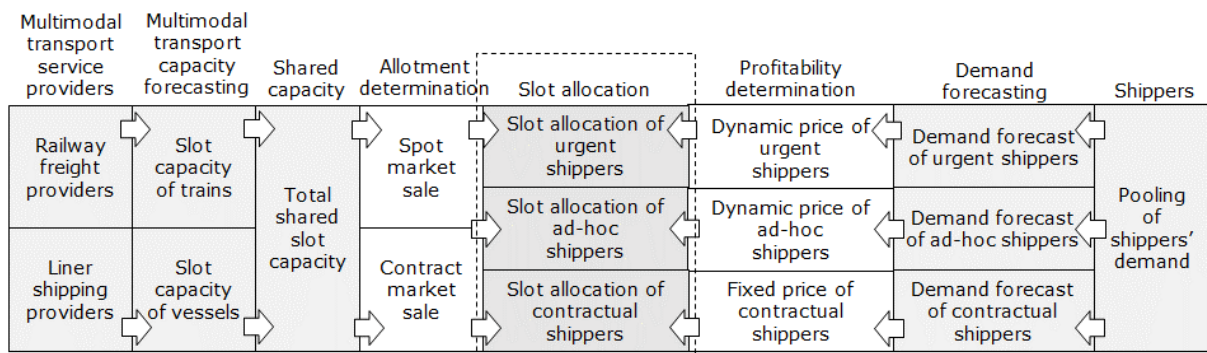 Multimodal
transport
service
providers
Multimodal
transport
capacity
forecasting
Shared
capacity
Allotment
determination
Slot allocation
Profitability
determination
Demand
forecasting
Shippers
Railway
freight
providers
Liner
shipping
providers
Slot
capacity
of trains
Slot
capacity
of vessels
Total
shared
slot
capacity
Spot
market
sale
Contract
market
sale
Slot allocation of
urgent
shippers
Slot allocation of
ad-hoc
shippers
Slot allocation of
contractual
shippers
Dynamic price of
urgent
shippers
Dynamic price of
ad-hoc
shippers
Fixed price of
contractual
shippers
Demand forecast
of urgent shippers
Demand forecast
of ad-hoc shippers
Demand forecast
of contractual
shippers
Pooling
of
shippers'
demand